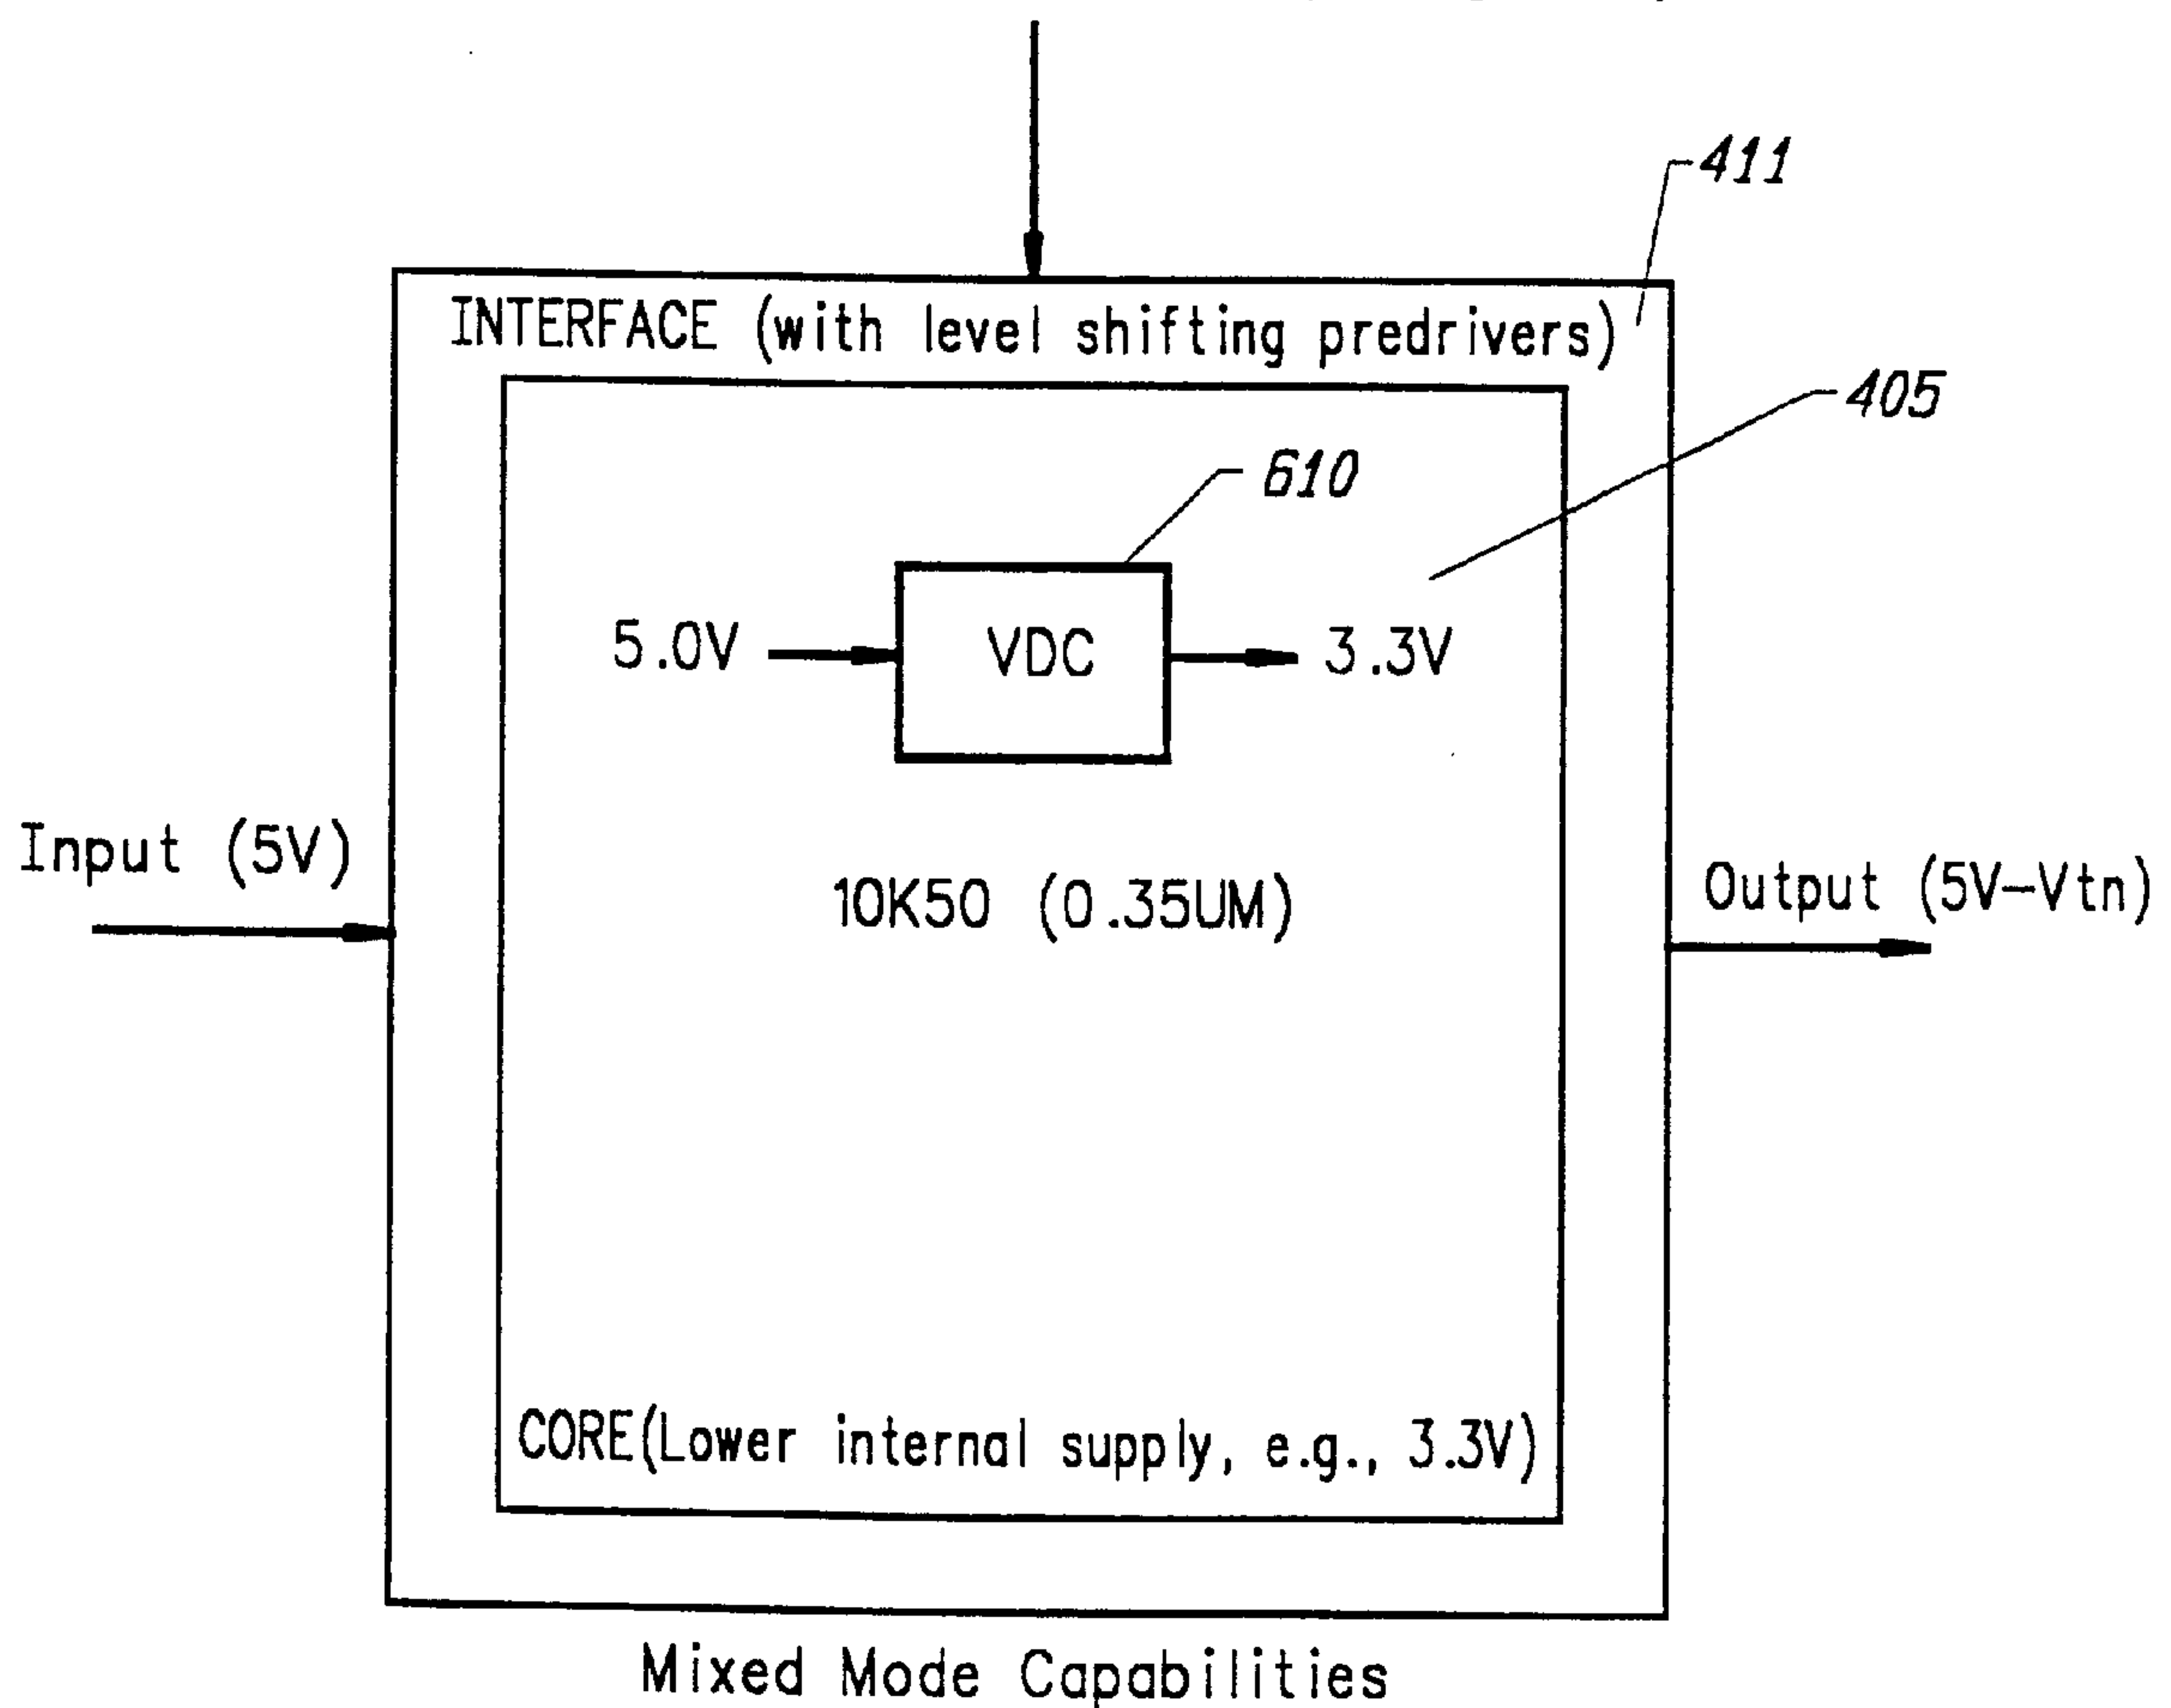 411
INTERFACE (with level shifting predrivers)
405
610
5.0V
VDC
3.3V
Input (5V)
10K50 (0.35UM)
Output (5V-Vtn)
CORE(Lower internal supply, e.g., 3.3V)
Mixed Mode Capabilities